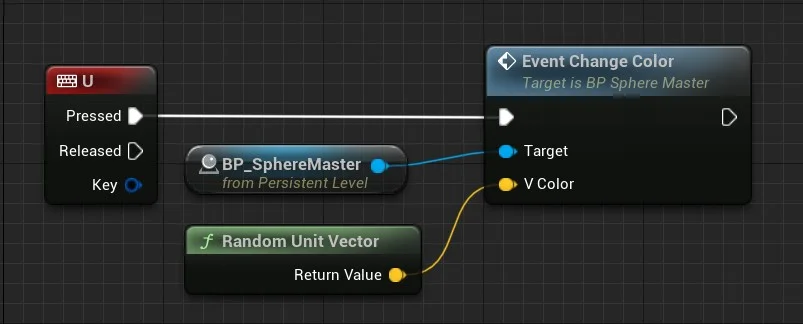 U
Pressed
Released
Key
BP_SphereMaster
from Persistent Level
f Random Unit Vector
Return Value
Event Change Color
Target is BP Sphere Master
Target
V Color